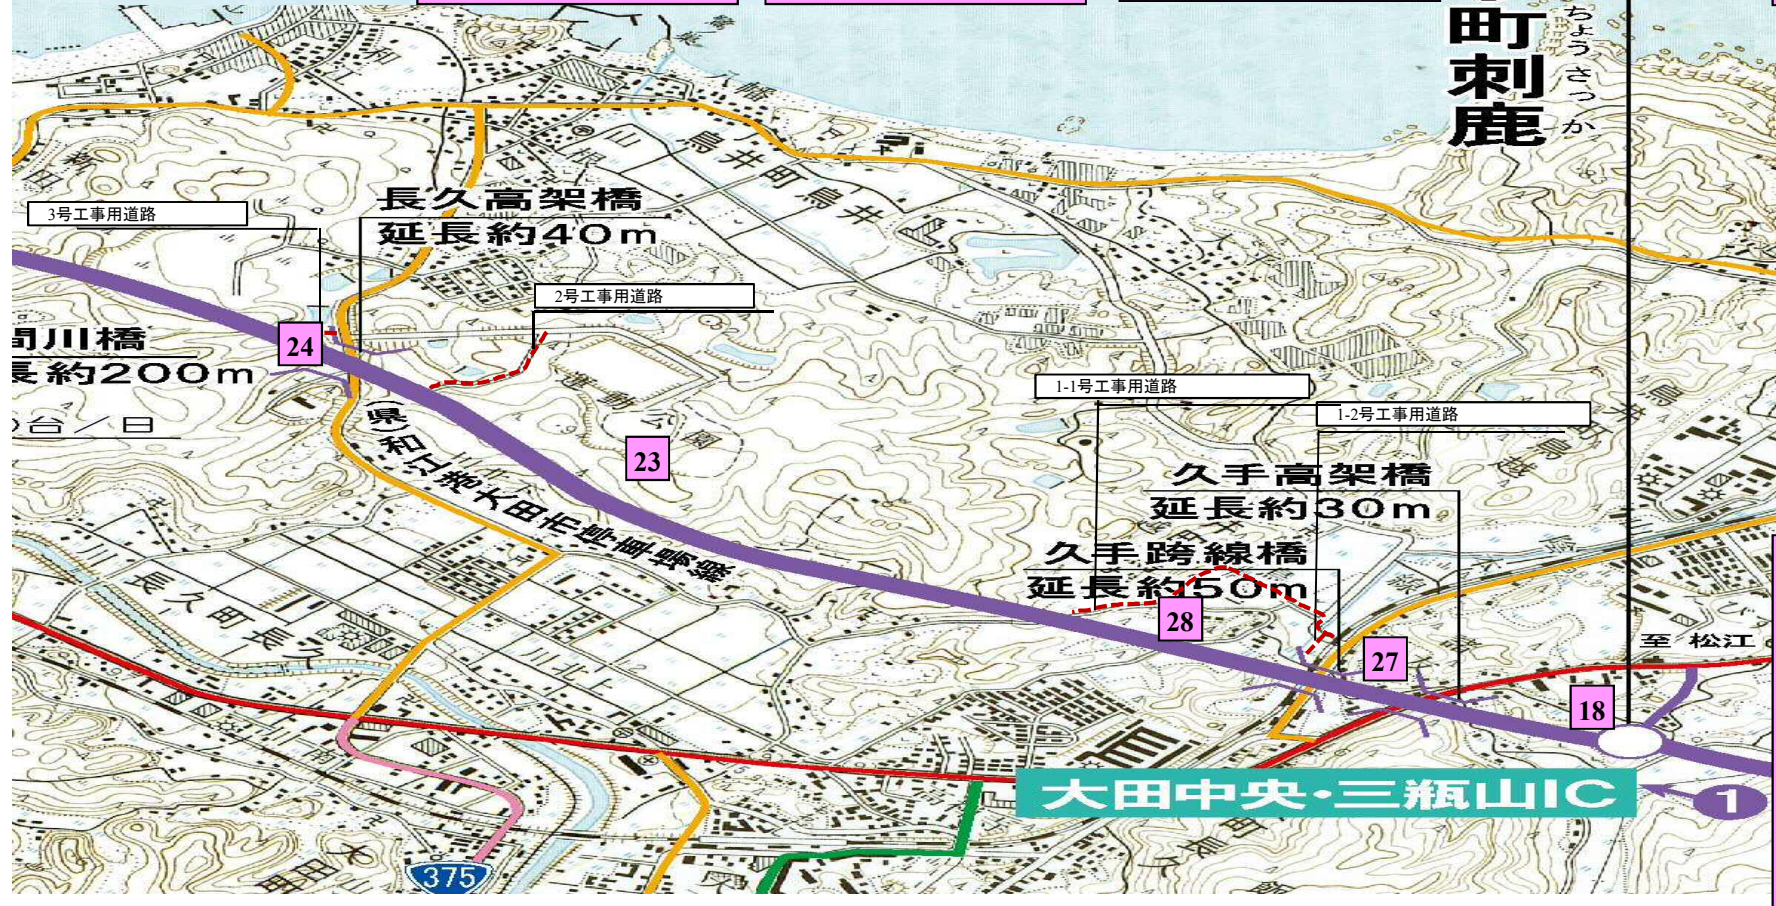 町刺鹿
ちょうさつか
鳥井町鳥井
長久高架橋
延長約40m
3号工事用道路
2号工事用道路
間川橋
長約200m
24
台/日
1-1号工事用道路
1-2号工事用道路
運動公園
23
(県)和江港大田市停車場線
久手高架橋
延長約30m
久手跨線橋
延長約50m
28
27
18
長久町長久
至 松江
大田中央・三瓶山IC
1
375